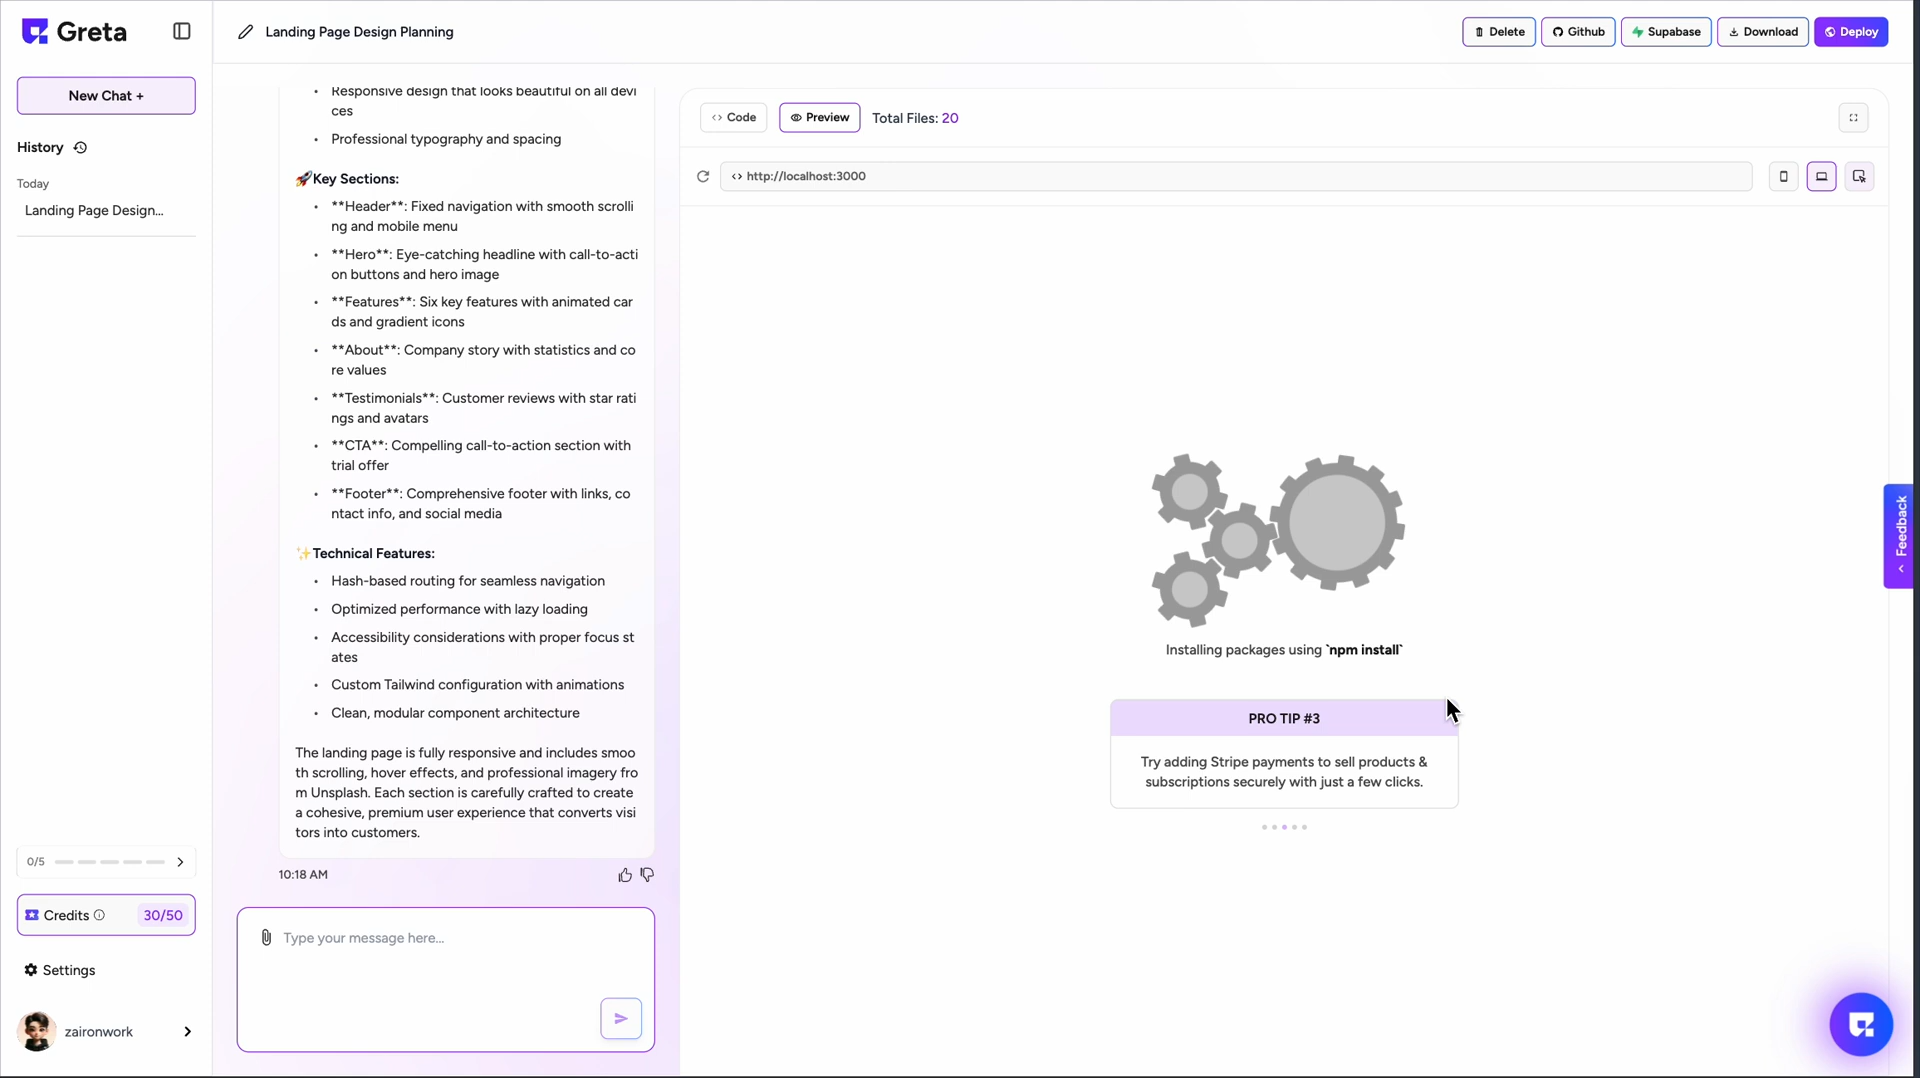 Greta
New Chat +
History
Today
Landing Page Design...
0/5
Credits
30/50
Settings
zaironwork
Landing Page Design Planning
Delete
Github
Supabase
Download
Deploy
Responsive design that looks beautiful on all devi
ces
Professional typography and spacing
🚀Key Sections:
**Header**: Fixed navigation with smooth scrolli
ng and mobile menu
**Hero**: Eye-catching headline with call-to-acti
on buttons and hero image
**Features**: Six key features with animated car
ds and gradient icons
**About**: Company story with statistics and co
re values
**Testimonials**: Customer reviews with star rati
ngs and avatars
**CTA**: Compelling call-to-action section with
trial offer
**Footer**: Comprehensive footer with links, co
ntact info, and social media
✨Technical Features:
Hash-based routing for seamless navigation
Optimized performance with lazy loading
Accessibility considerations with proper focus st
ates
Custom Tailwind configuration with animations
Clean, modular component architecture
The landing page is fully responsive and includes smoo
th scrolling, hover effects, and professional imagery fro
m Unsplash. Each section is carefully crafted to create
a cohesive, premium user experience that converts visi
tors into customers.
10:18 AM
Type your message here...
Code
Preview
Total Files: 20
http://localhost:3000
Installing packages using `npm install`
PRO TIP #3
Try adding Stripe payments to sell products &
subscriptions securely with just a few clicks.
Feedback